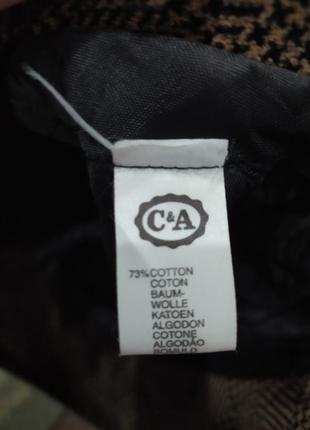 C&A
73%COTTON
COTON
BAUM-
WOLLE
KATOEN
ALGODON
COTONE
ALGODÃO
BOMULD